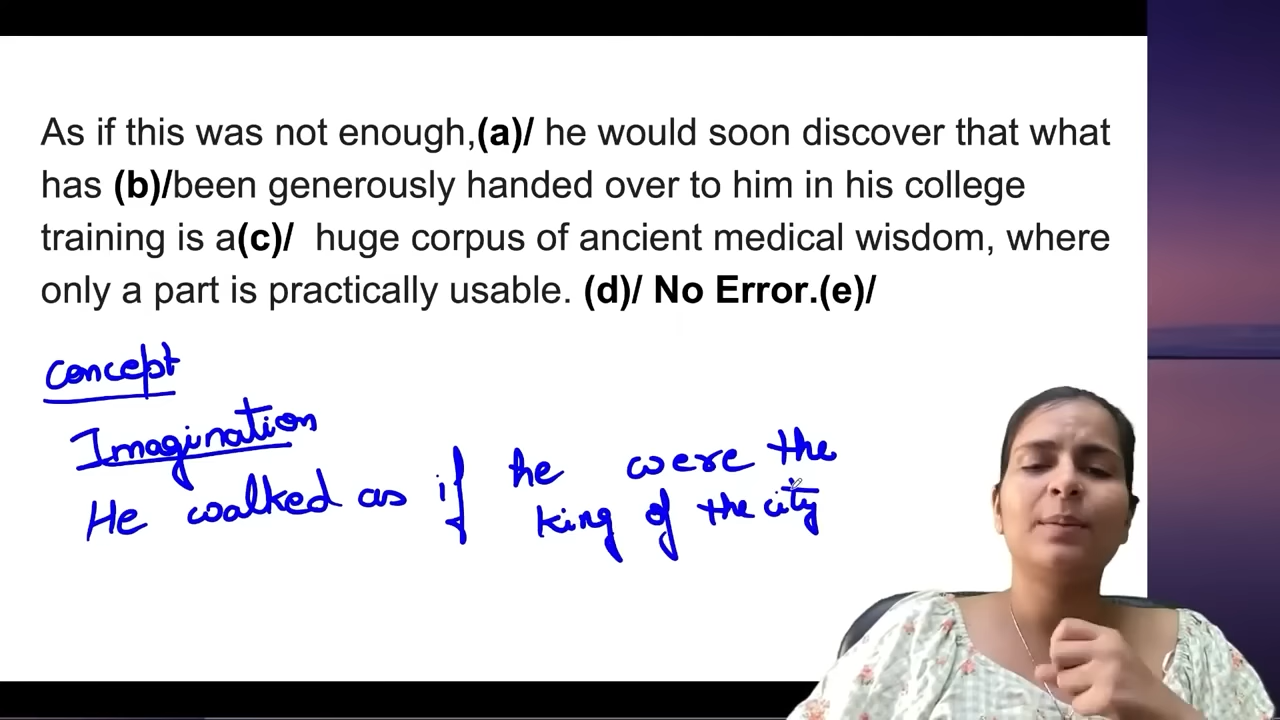 As if this was not enough,(a)/ he would soon discover that what
has (b)/been generously handed over to him in his college
training is a(c)/ huge corpus of ancient medical wisdom, where
only a part is practically usable. (d)/ No Error.(e)/
Concept
Imagination
He walked as if he were the
king of the city